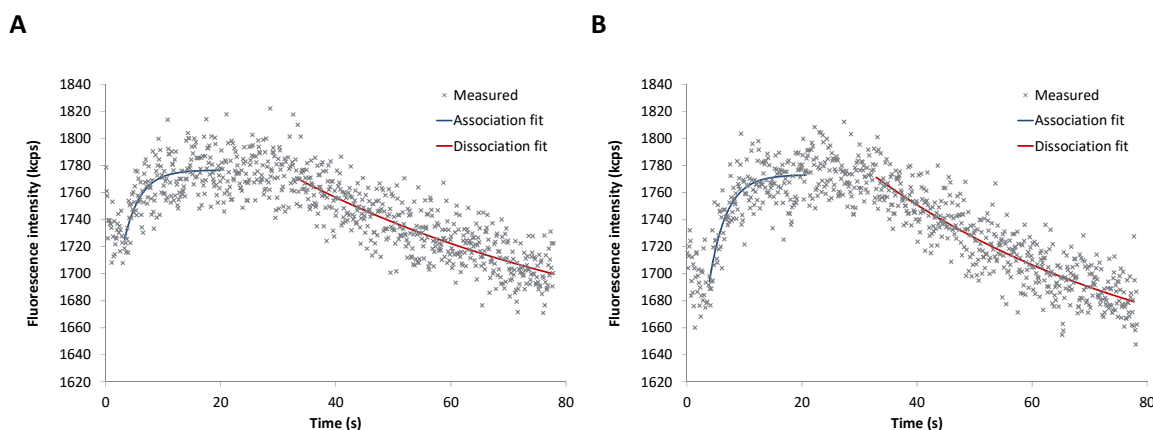 A
Fluorescence intensity (kcps)
1840
1820
1800
1780
1760
1740
1720
1700
1680
1660
1640
1620
0 20 40 60 80
Time (s)
Measured
Association fit
Dissociation fit
B
Fluorescence intensity (kcps)
1840
1820
1800
1780
1760
1740
1720
1700
1680
1660
1640
1620
0 20 40 60 80
Time (s)
Measured
Association fit
Dissociation fit